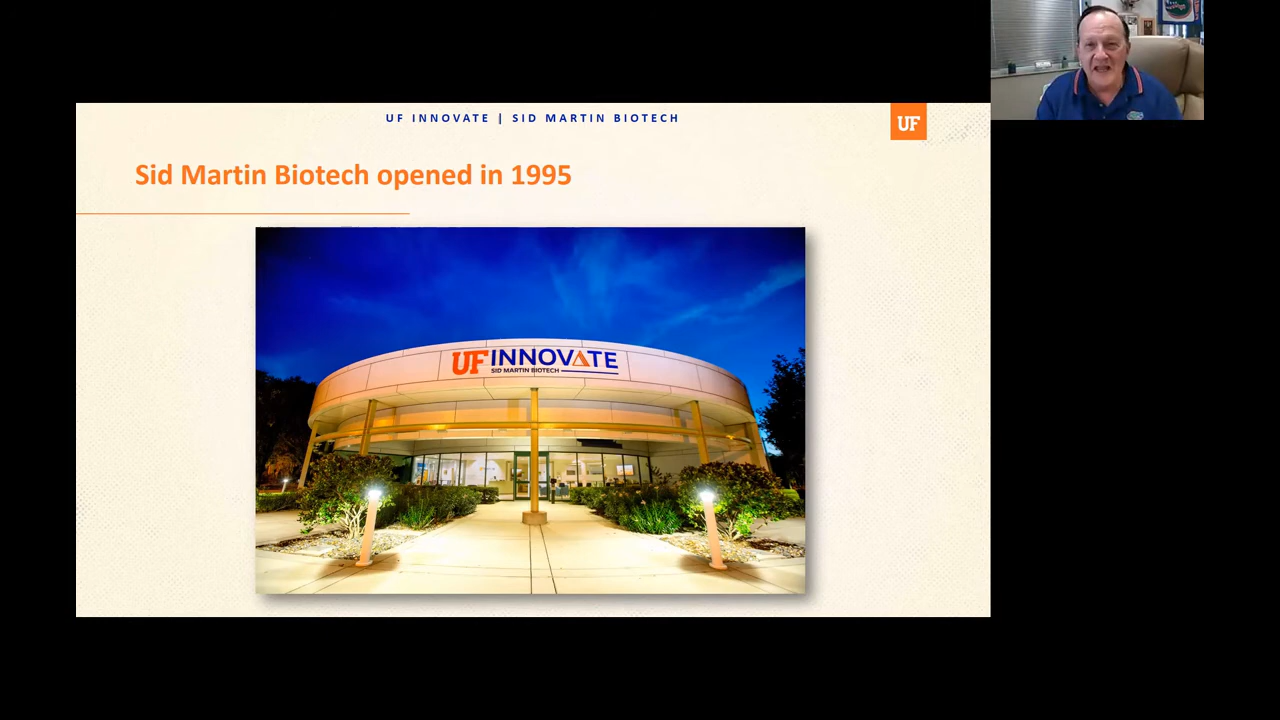 UF INNOVATE | SID MARTIN BIOTECH
UF
Sid Martin Biotech opened in 1995
UF INNOVATE
SID MARTIN BIOTECH